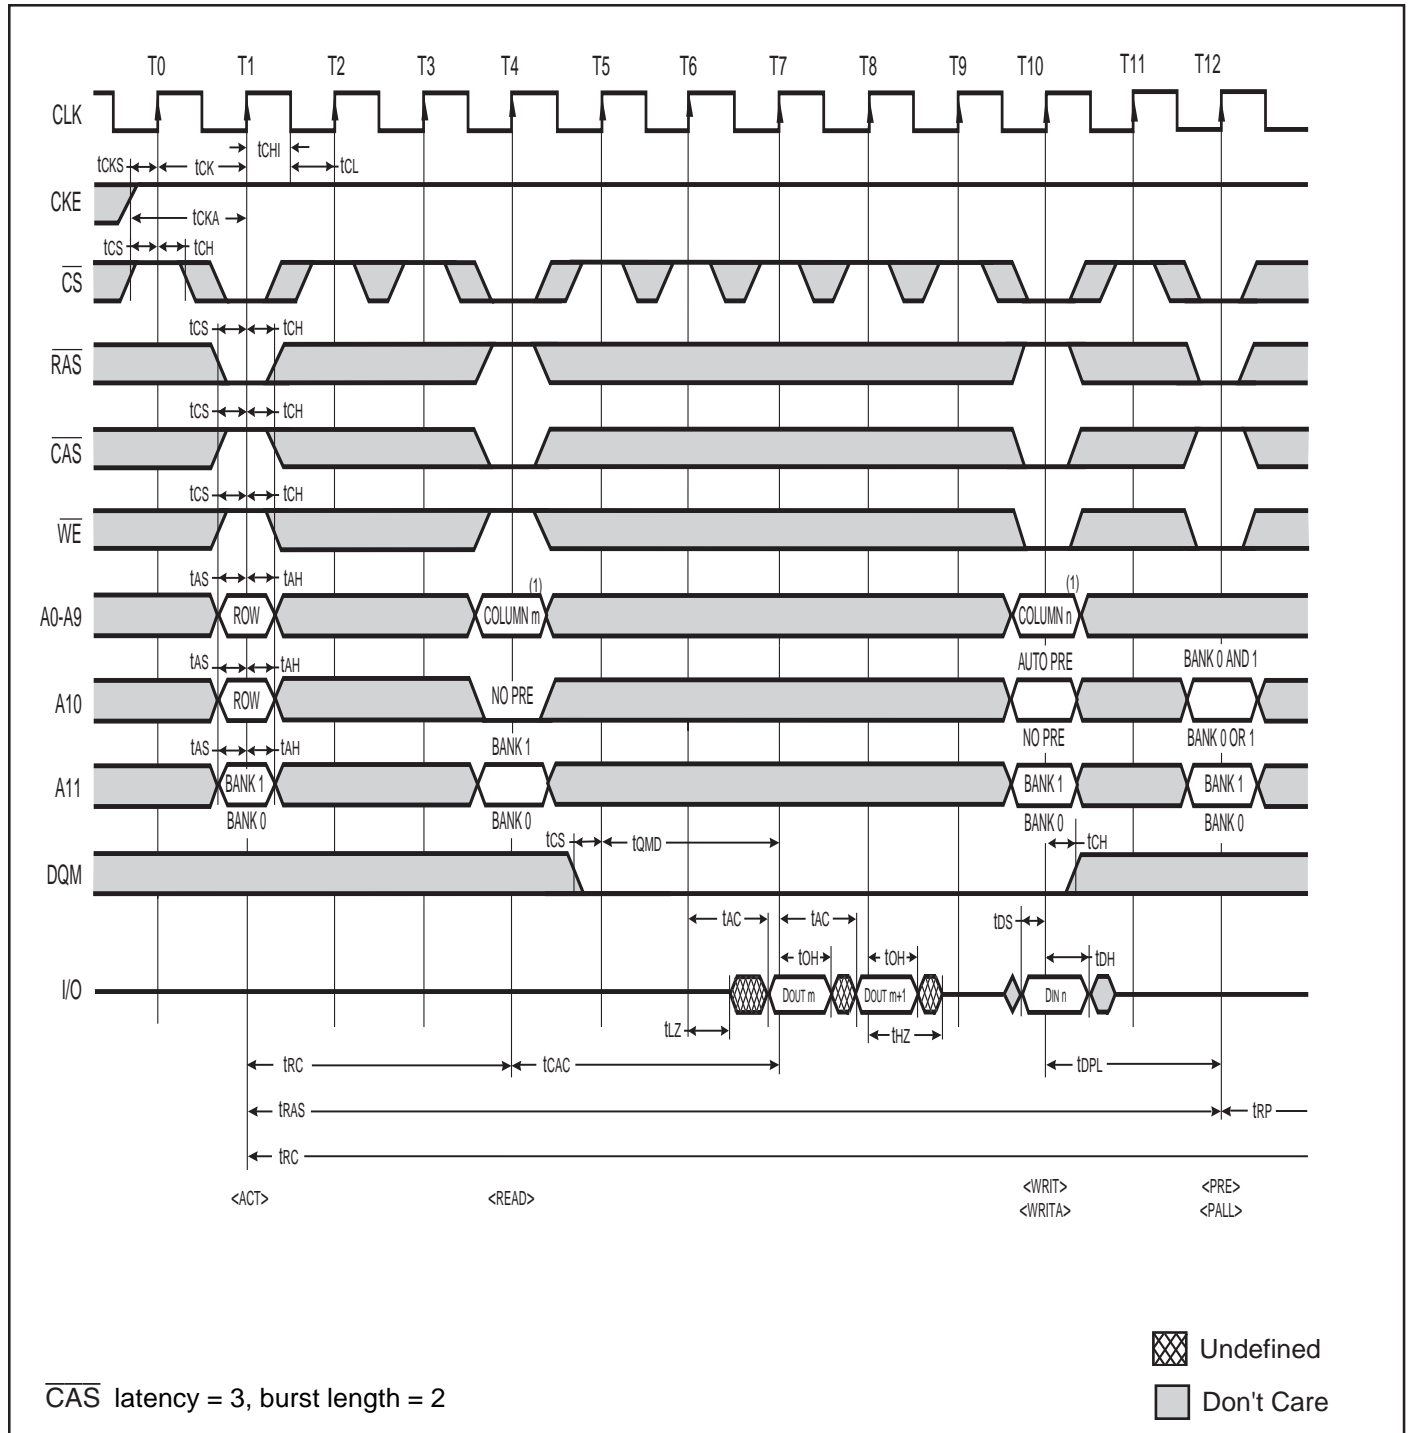 T0 T1 T2 T3 T4 T5 T6 T7 T8 T9 T10 T11 T12
CLK
tCHI
tCKS tCK tCL
CKE
tCKA
tCS tCH
CS
tCS tCH
RAS
tCS tCH
CAS
tCS tCH
WE
tAS tAH (1) (1)
A0-A9 ROW COLUMN m COLUMN n
tAS tAH AUTO PRE BANK 0 AND 1
A10 ROW NO PRE
tAS tAH BANK 1 NO PRE BANK 0 OR 1
A11 BANK 1 BANK 1 BANK 1
BANK 0 BANK 0 BANK 0 BANK 0
tCS tQMD tCH
DQM
tAC tAC tDS
tOH tOH tDH
I/O DOUT m DOUT m+1 DIN n
tLZ tHZ
tRC tCAC tDPL
tRAS tRP
tRC
<ACT> <READ> <WRIT> <PRE>
<WRITA> <PALL>
Undefined
CAS latency = 3, burst length = 2
Don't Care